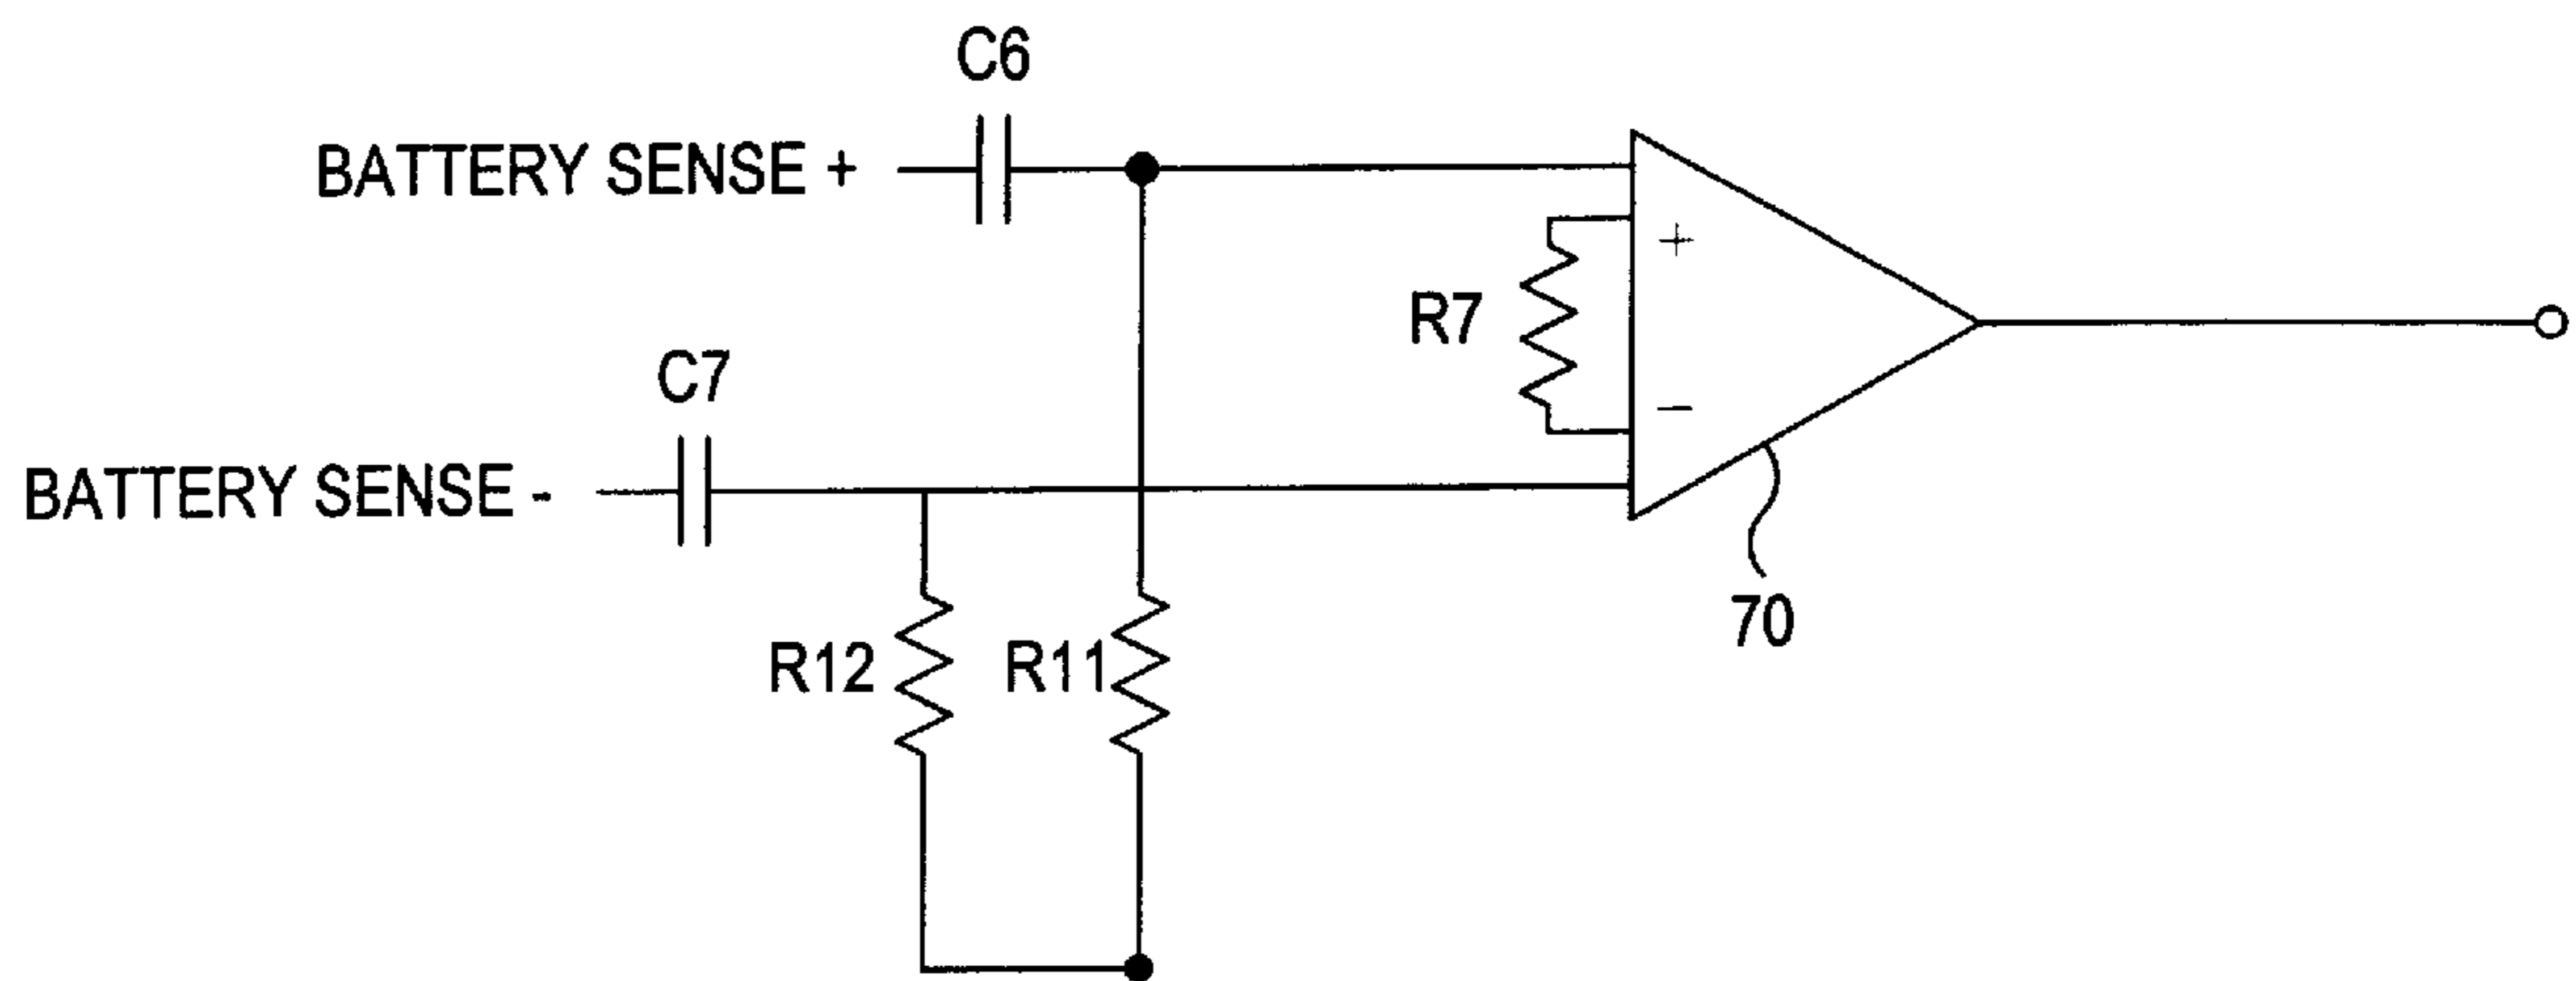 C6
BATTERY SENSE +
+
R7
C7
-
BATTERY SENSE -
70
R12
R11